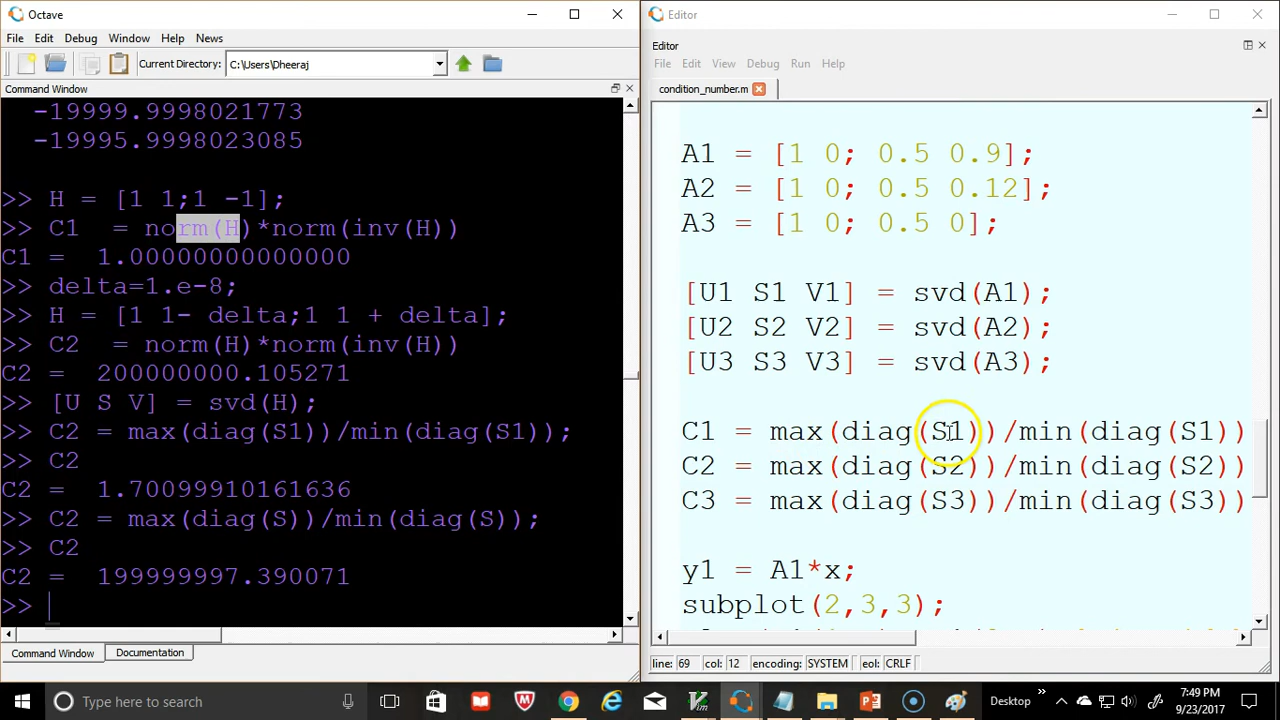 Octave
File Edit Debug Window Help News
Current Directory: C:\Users\Dheeraj
Command Window
-19999.9998021773
-19995.9998023085
>> H = [1 1;1 -1];
>> C1  = norm(H)*norm(inv(H))
C1 =  1.00000000000000
>> delta=1.e-8;
>> H = [1 1- delta;1 1 + delta];
>> C2  = norm(H)*norm(inv(H))
C2 =  200000000.105271
>> [U S V] = svd(H);
>> C2 = max(diag(S1))/min(diag(S1));
>> C2
C2 =  1.70099910161636
>> C2 = max(diag(S))/min(diag(S));
>> C2
C2 =  199999997.390071
>>
Command Window Documentation
Editor
Editor
File Edit View Debug Run Help
condition_number.m
A1 = [1 0; 0.5 0.9];
A2 = [1 0; 0.5 0.12];
A3 = [1 0; 0.5 0];
[U1 S1 V1] = svd(A1);
[U2 S2 V2] = svd(A2);
[U3 S3 V3] = svd(A3);
C1 = max(diag(S1))/min(diag(S1))
C2 = max(diag(S2))/min(diag(S2))
C3 = max(diag(S3))/min(diag(S3))
y1 = A1*x;
subplot(2,3,3);
line: 69 col: 12 encoding: SYSTEM eol: CRLF
Type here to search
Desktop
7:49 PM
9/23/2017